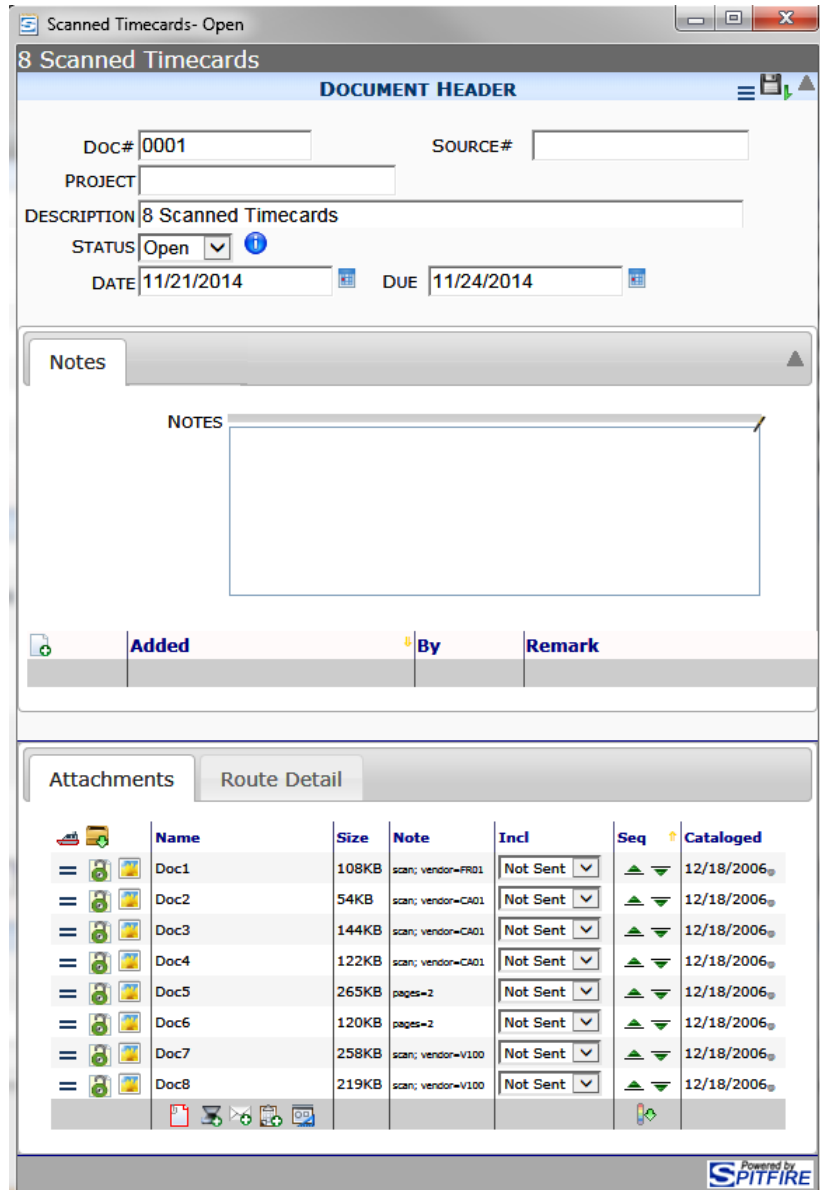 Scanned Timecards- Open
8 Scanned Timecards
DOCUMENT HEADER
DOC# 0001 SOURCE#
PROJECT
DESCRIPTION 8 Scanned Timecards
STATUS Open
DATE 11/21/2014 DUE 11/24/2014
Notes
NOTES
Added By Remark
Attachments Route Detail
Name Size Note Incl Seq Cataloged
Doc1 108KB scan; vendor=FR01 Not Sent 12/18/2006
Doc2 54KB scan; vendor=CA01 Not Sent 12/18/2006
Doc3 144KB scan; vendor=CA01 Not Sent 12/18/2006
Doc4 122KB scan; vendor=CA01 Not Sent 12/18/2006
Doc5 265KB pages=2 Not Sent 12/18/2006
Doc6 120KB pages=2 Not Sent 12/18/2006
Doc7 258KB scan; vendor=V100 Not Sent 12/18/2006
Doc8 219KB scan; vendor=V100 Not Sent 12/18/2006
Powered by
SPITFIRE